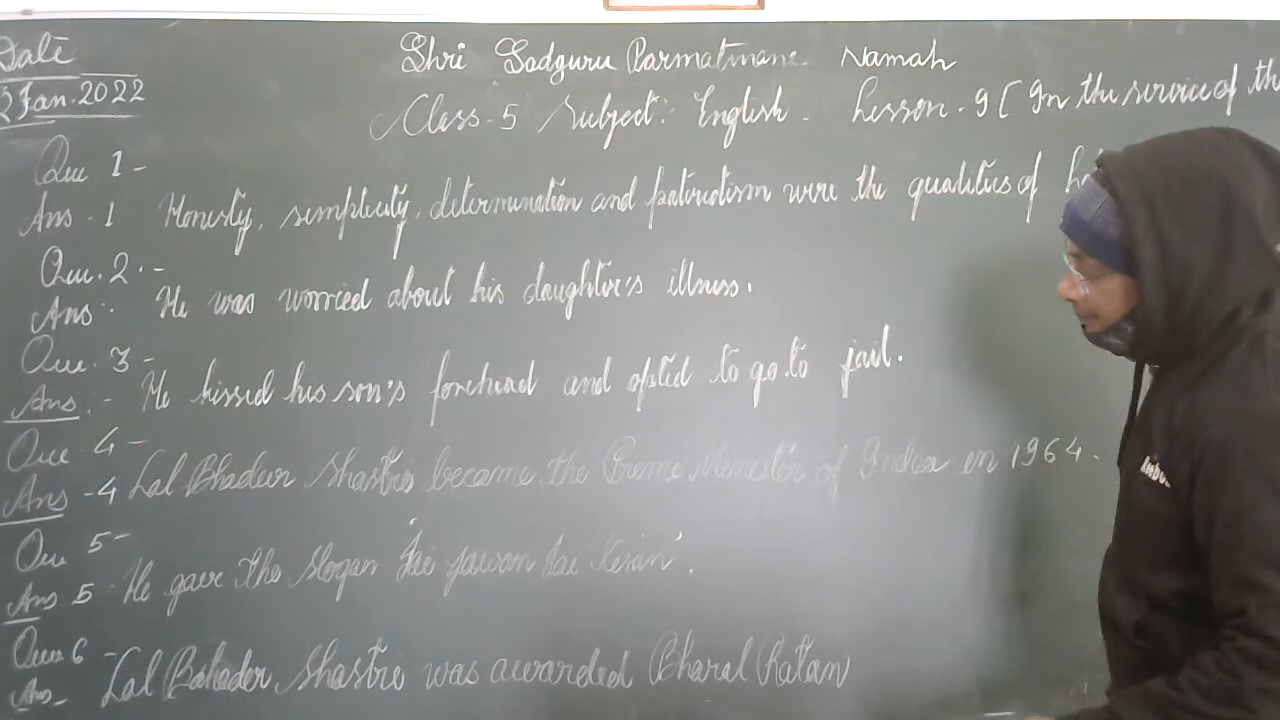 Date
Shri Sadguru Parmatmane Namah
2 Jan. 2022
Class-5 Subject: English - Lesson-9 ( In the service of the
Que 1 -
Ans - 1 Honesty, simplicity, determination and patriotism were the qualities of
Que. 2. -
Ans - He was worried about his daughter's illness.
Que. 3 -
Ans. - He kissed his son's forehead and opted to go to jail.
Que 4 -
Ans - 4 Lal Bhadur Shastri became the Prime Minister of India in 1964.
Que 5 -
Ans 5 - He gave the slogan 'Jai Jawan Jai Kisan'.
Que 6 -
Ans - Lal Bahadur Shastri was awarded Bharat Ratan